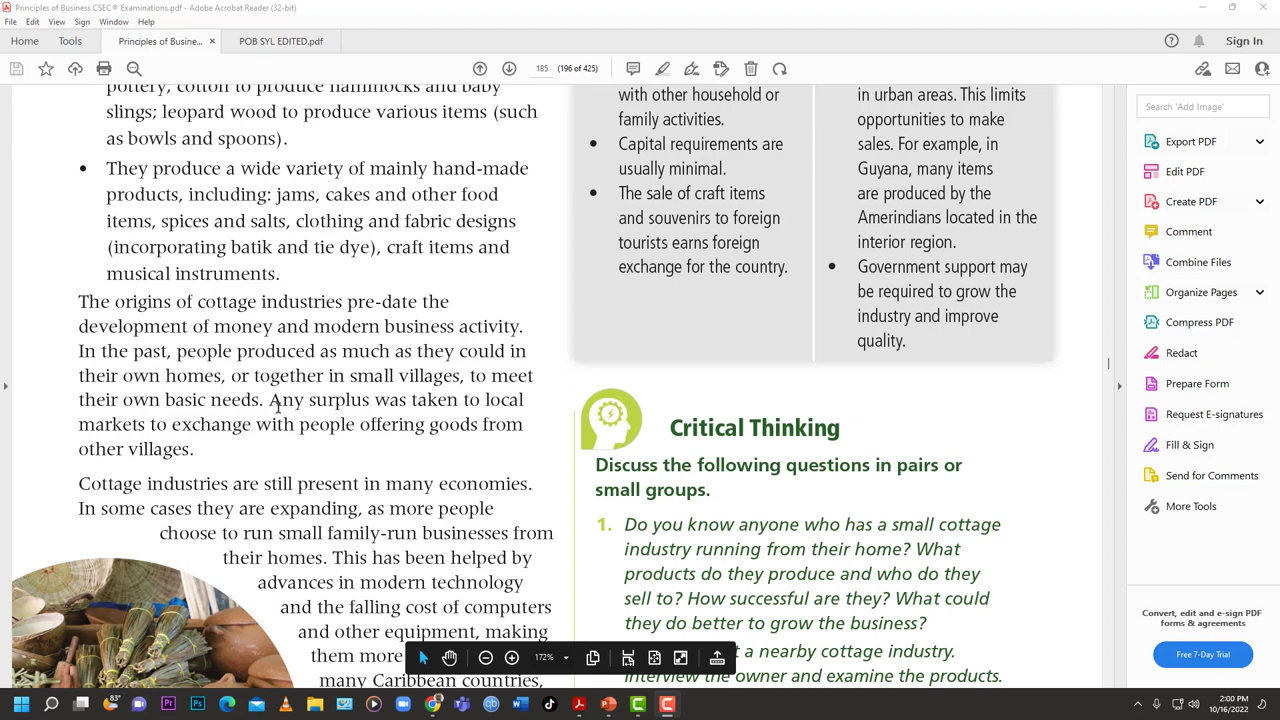 Principles of Business CSEC® Examinations.pdf - Adobe Acrobat Reader (32-bit)
File Edit View Sign Window Help
Home Tools Principles of Busine... × POB SYL EDITED.pdf Sign In
185 (196 of 425)
pottery; cotton to produce hammocks and baby
slings; leopard wood to produce various items (such
as bowls and spoons).
• They produce a wide variety of mainly hand-made
products, including: jams, cakes and other food
items, spices and salts, clothing and fabric designs
(incorporating batik and tie dye), craft items and
musical instruments.
The origins of cottage industries pre-date the
development of money and modern business activity.
In the past, people produced as much as they could in
their own homes, or together in small villages, to meet
their own basic needs. Any surplus was taken to local
markets to exchange with people offering goods from
other villages.
Cottage industries are still present in many economies.
In some cases they are expanding, as more people
choose to run small family-run businesses from
their homes. This has been helped by
advances in modern technology
and the falling cost of computers
and other equipment, making
them more
many Caribbean countries,
with other household or
family activities.
• Capital requirements are
usually minimal.
• The sale of craft items
and souvenirs to foreign
tourists earns foreign
exchange for the country.
in urban areas. This limits
opportunities to make
sales. For example, in
Guyana, many items
are produced by the
Amerindians located in the
interior region.
• Government support may
be required to grow the
industry and improve
quality.
Critical Thinking
Discuss the following questions in pairs or
small groups.
1. Do you know anyone who has a small cottage
industry running from their home? What
products do they produce and who do they
sell to? How successful are they? What could
they do better to grow the business?
t a nearby cottage industry.
interview the owner and examine the products.
172%
Search 'Add Image'
Export PDF
Edit PDF
Create PDF
Comment
Combine Files
Organize Pages
Compress PDF
Redact
Prepare Form
Request E-signatures
Fill & Sign
Send for Comments
More Tools
Convert, edit and e-sign PDF
forms & agreements
Free 7-Day Trial
83°
2:00 PM
10/16/2022